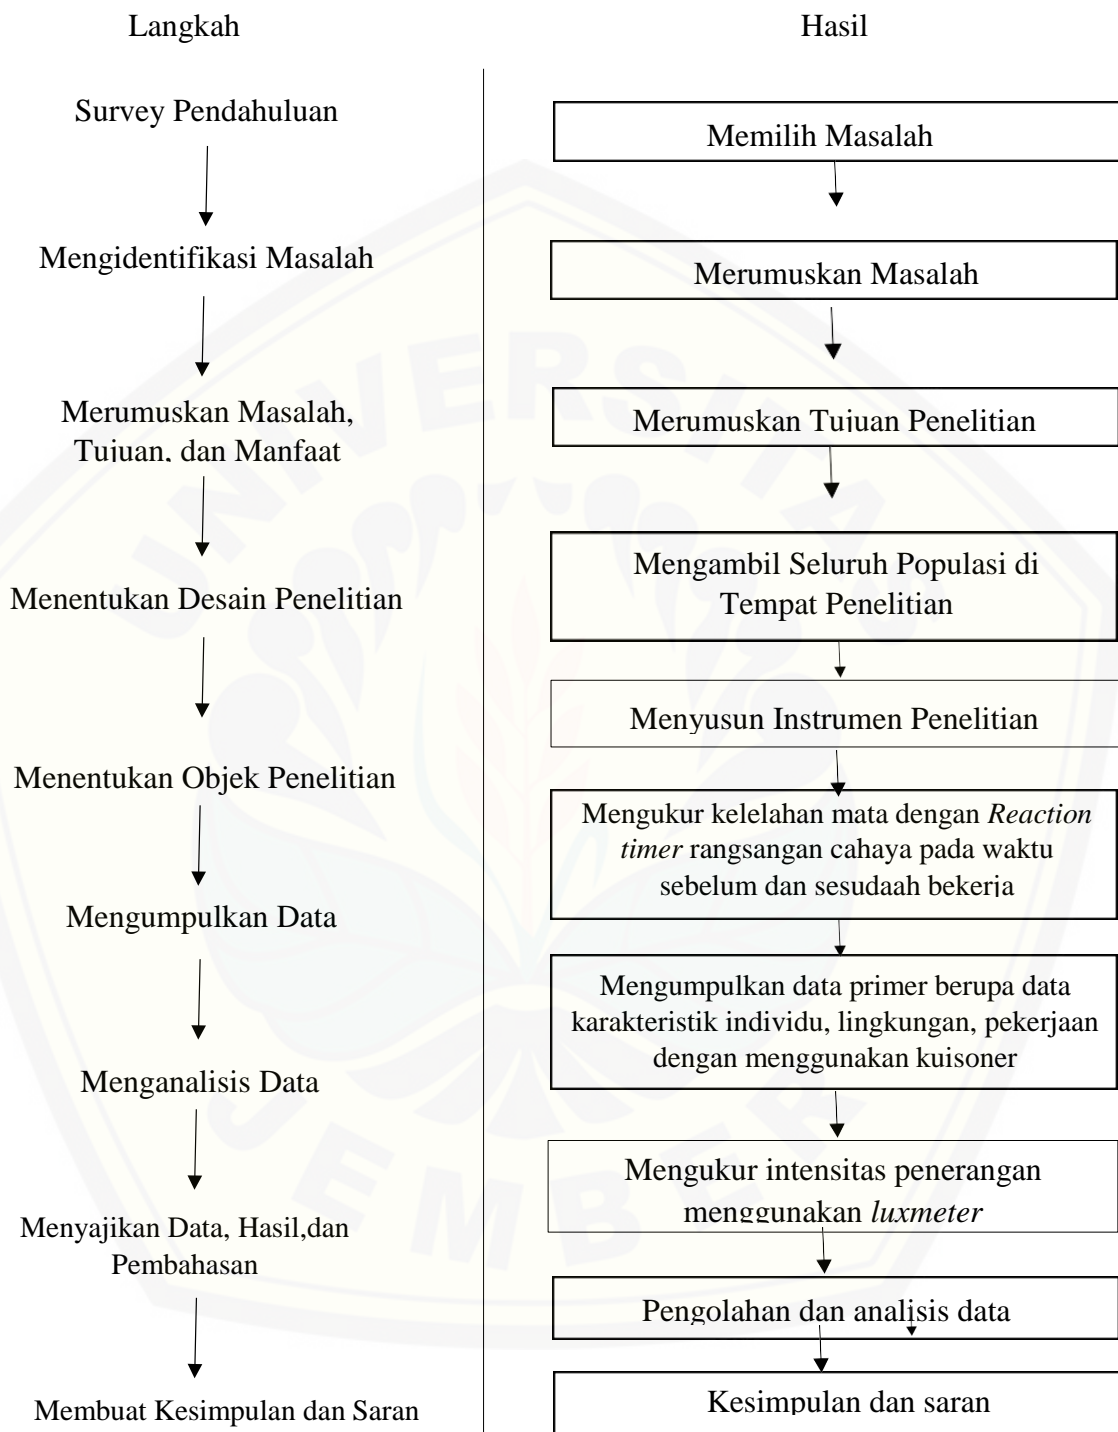 Langkah
Survey Pendahuluan
Mengidentifikasi Masalah
Merumuskan Masalah,
Tujuan, dan Manfaat
Menentukan Desain Penelitian
Menentukan Objek Penelitian
Mengumpulkan Data
Menganalisis Data
Menyajikan Data, Hasil,dan
Pembahasan
Membuat Kesimpulan dan Saran
Hasil
Memilih Masalah
Merumuskan Masalah
Merumuskan Tujuan Penelitian
Mengambil Seluruh Populasi di
Tempat Penelitian
Menyusun Instrumen Penelitian
Mengukur kelelahan mata dengan Reaction
timer rangsangan cahaya pada waktu
sebelum dan sesudaah bekerja
Mengumpulkan data primer berupa data
karakteristik individu, lingkungan, pekerjaan
dengan menggunakan kuisoner
Mengukur intensitas penerangan
menggunakan luxmeter
Pengolahan dan analisis data
Kesimpulan dan saran
UNIVERSITAS
JEMBER